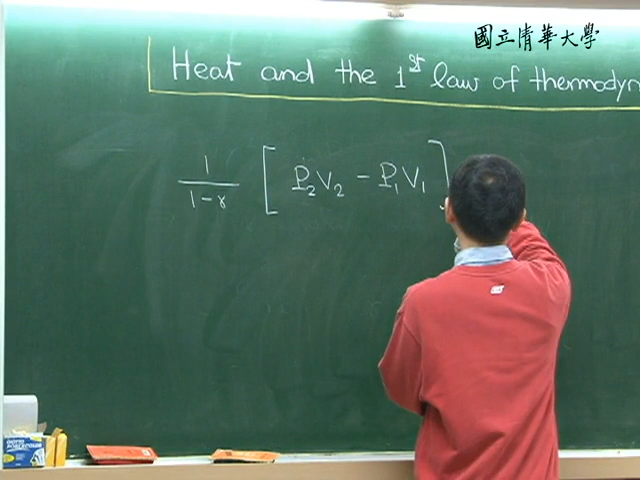 國立清華大學
Heat and the 1st law of thermodyn
1/(1-γ) [ P₂V₂ - P₁V₁ ]